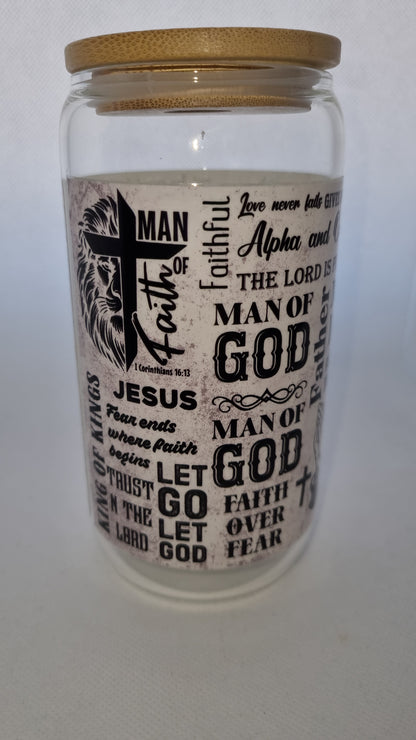 MAN
OF
Faith
1 Corinthians 16:13
Faithful
Love never fails
Alpha and
THE LORD IS
MAN OF
GOD
Father
MAN OF
GOD
FAITH
OVER
FEAR
JESUS
Fear ends
where faith
begins
KING OF KINGS
TRUST
N THE
LORD
LET
GO
LET
GOD